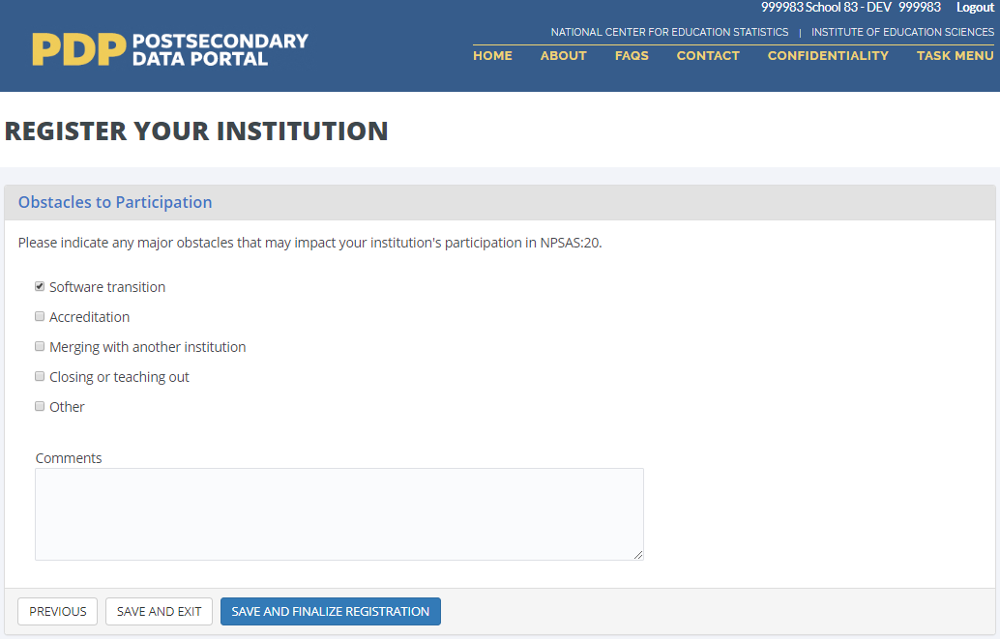 999983 School 83 - DEV 999983 Logout
PDP POSTSECONDARY DATA PORTAL
NATIONAL CENTER FOR EDUCATION STATISTICS | INSTITUTE OF EDUCATION SCIENCES
HOME ABOUT FAQS CONTACT CONFIDENTIALITY TASK MENU
REGISTER YOUR INSTITUTION
Obstacles to Participation
Please indicate any major obstacles that may impact your institution's participation in NPSAS:20.
Software transition
Accreditation
Merging with another institution
Closing or teaching out
Other
Comments
PREVIOUS SAVE AND EXIT SAVE AND FINALIZE REGISTRATION